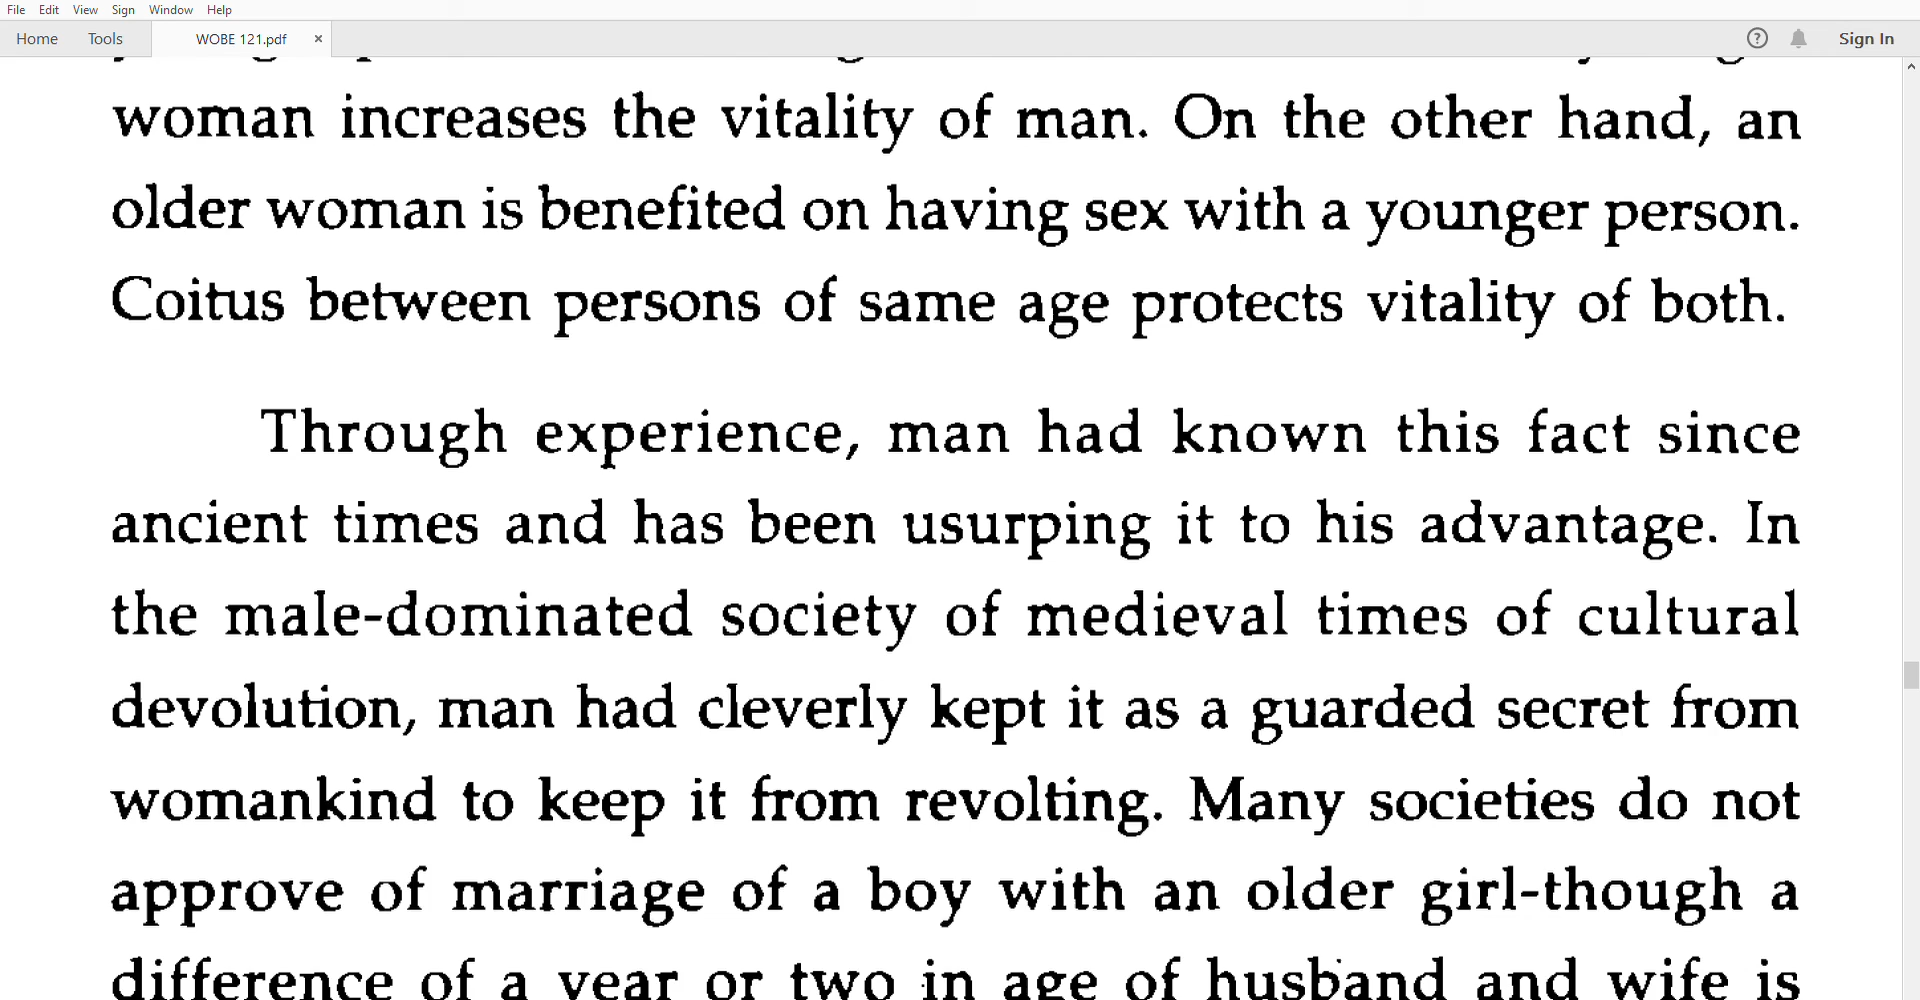 File Edit View Sign Window Help
Home Tools WOBE 121.pdf × ? Sign In
woman increases the vitality of man. On the other hand, an
older woman is benefited on having sex with a younger person.
Coitus between persons of same age protects vitality of both.
Through experience, man had known this fact since
ancient times and has been usurping it to his advantage. In
the male-dominated society of medieval times of cultural
devolution, man had cleverly kept it as a guarded secret from
womankind to keep it from revolting. Many societies do not
approve of marriage of a boy with an older girl-though a
difference of a year or two in age of husband and wife is